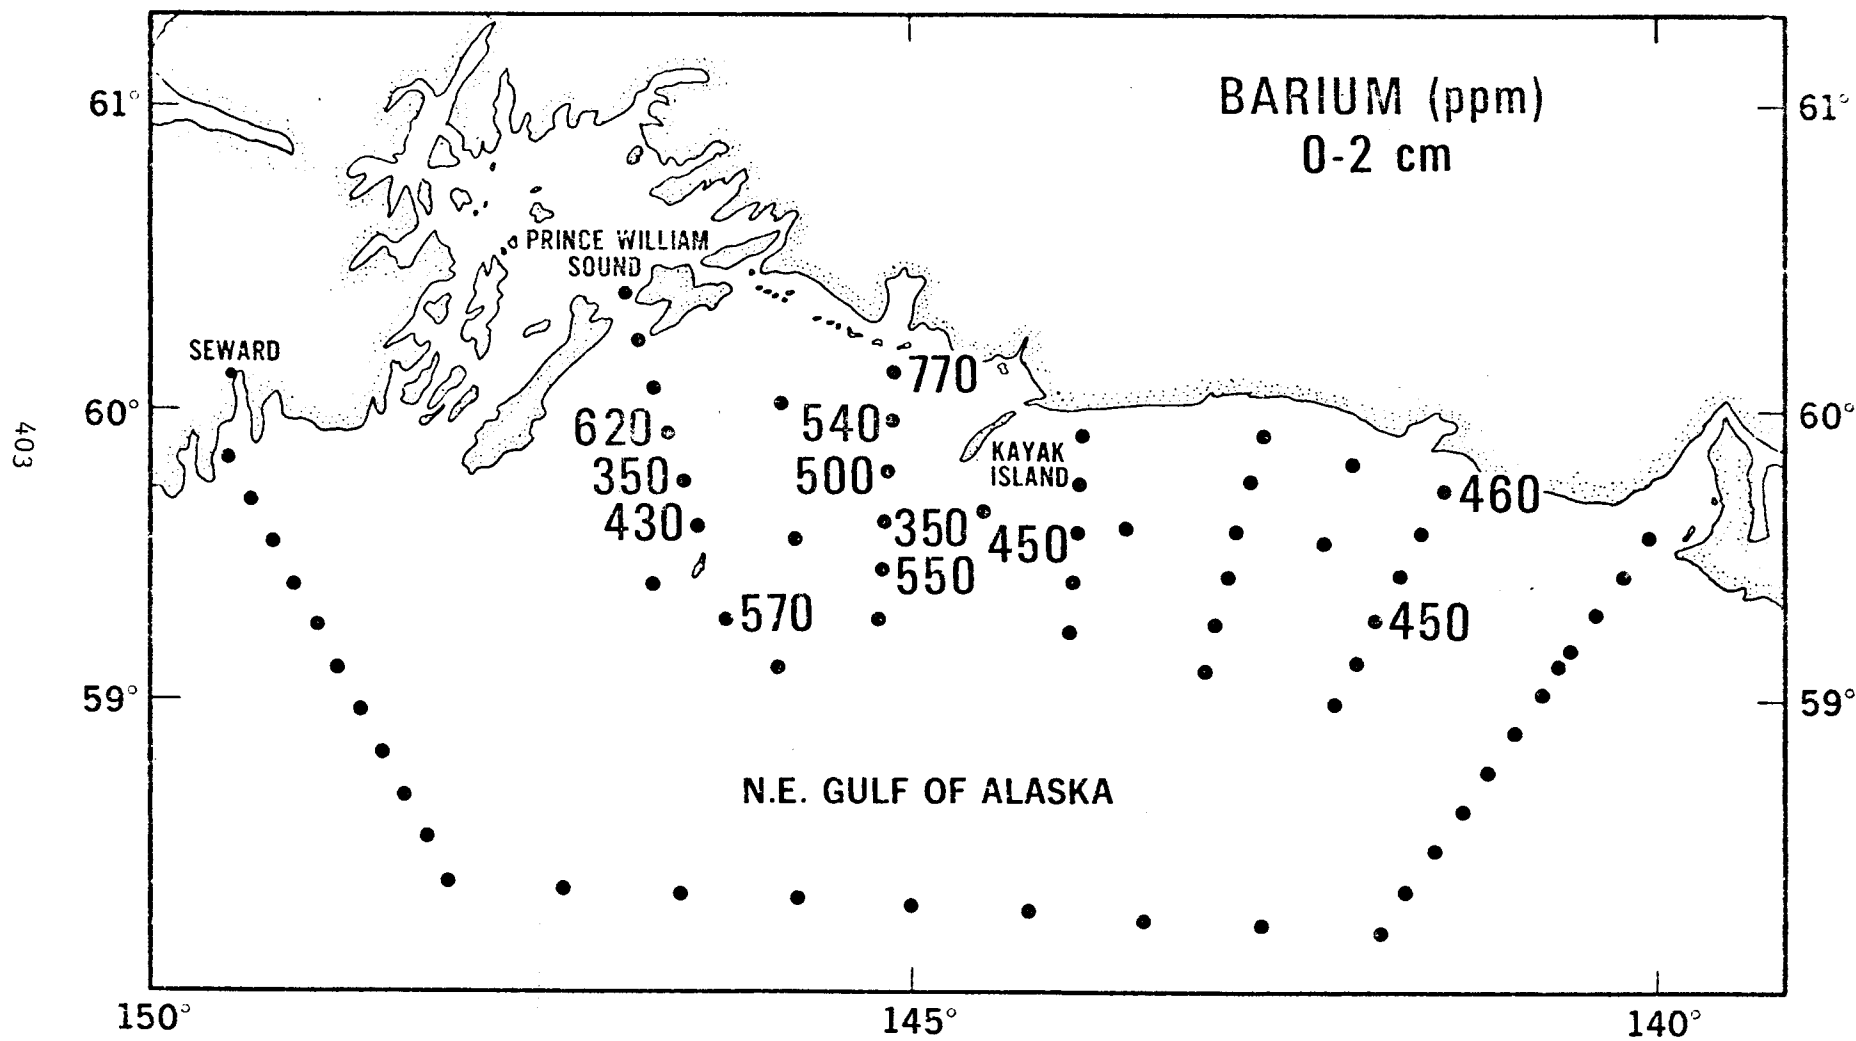 BARIUM (ppm)
0-2 cm
61°
61°
PRINCE WILLIAM
SOUND
SEWARD
770
60°
60°
620
540
KAYAK
ISLAND
350
500
460
430
350
450
550
570
450
59°
59°
N.E. GULF OF ALASKA
150°
145°
140°
403